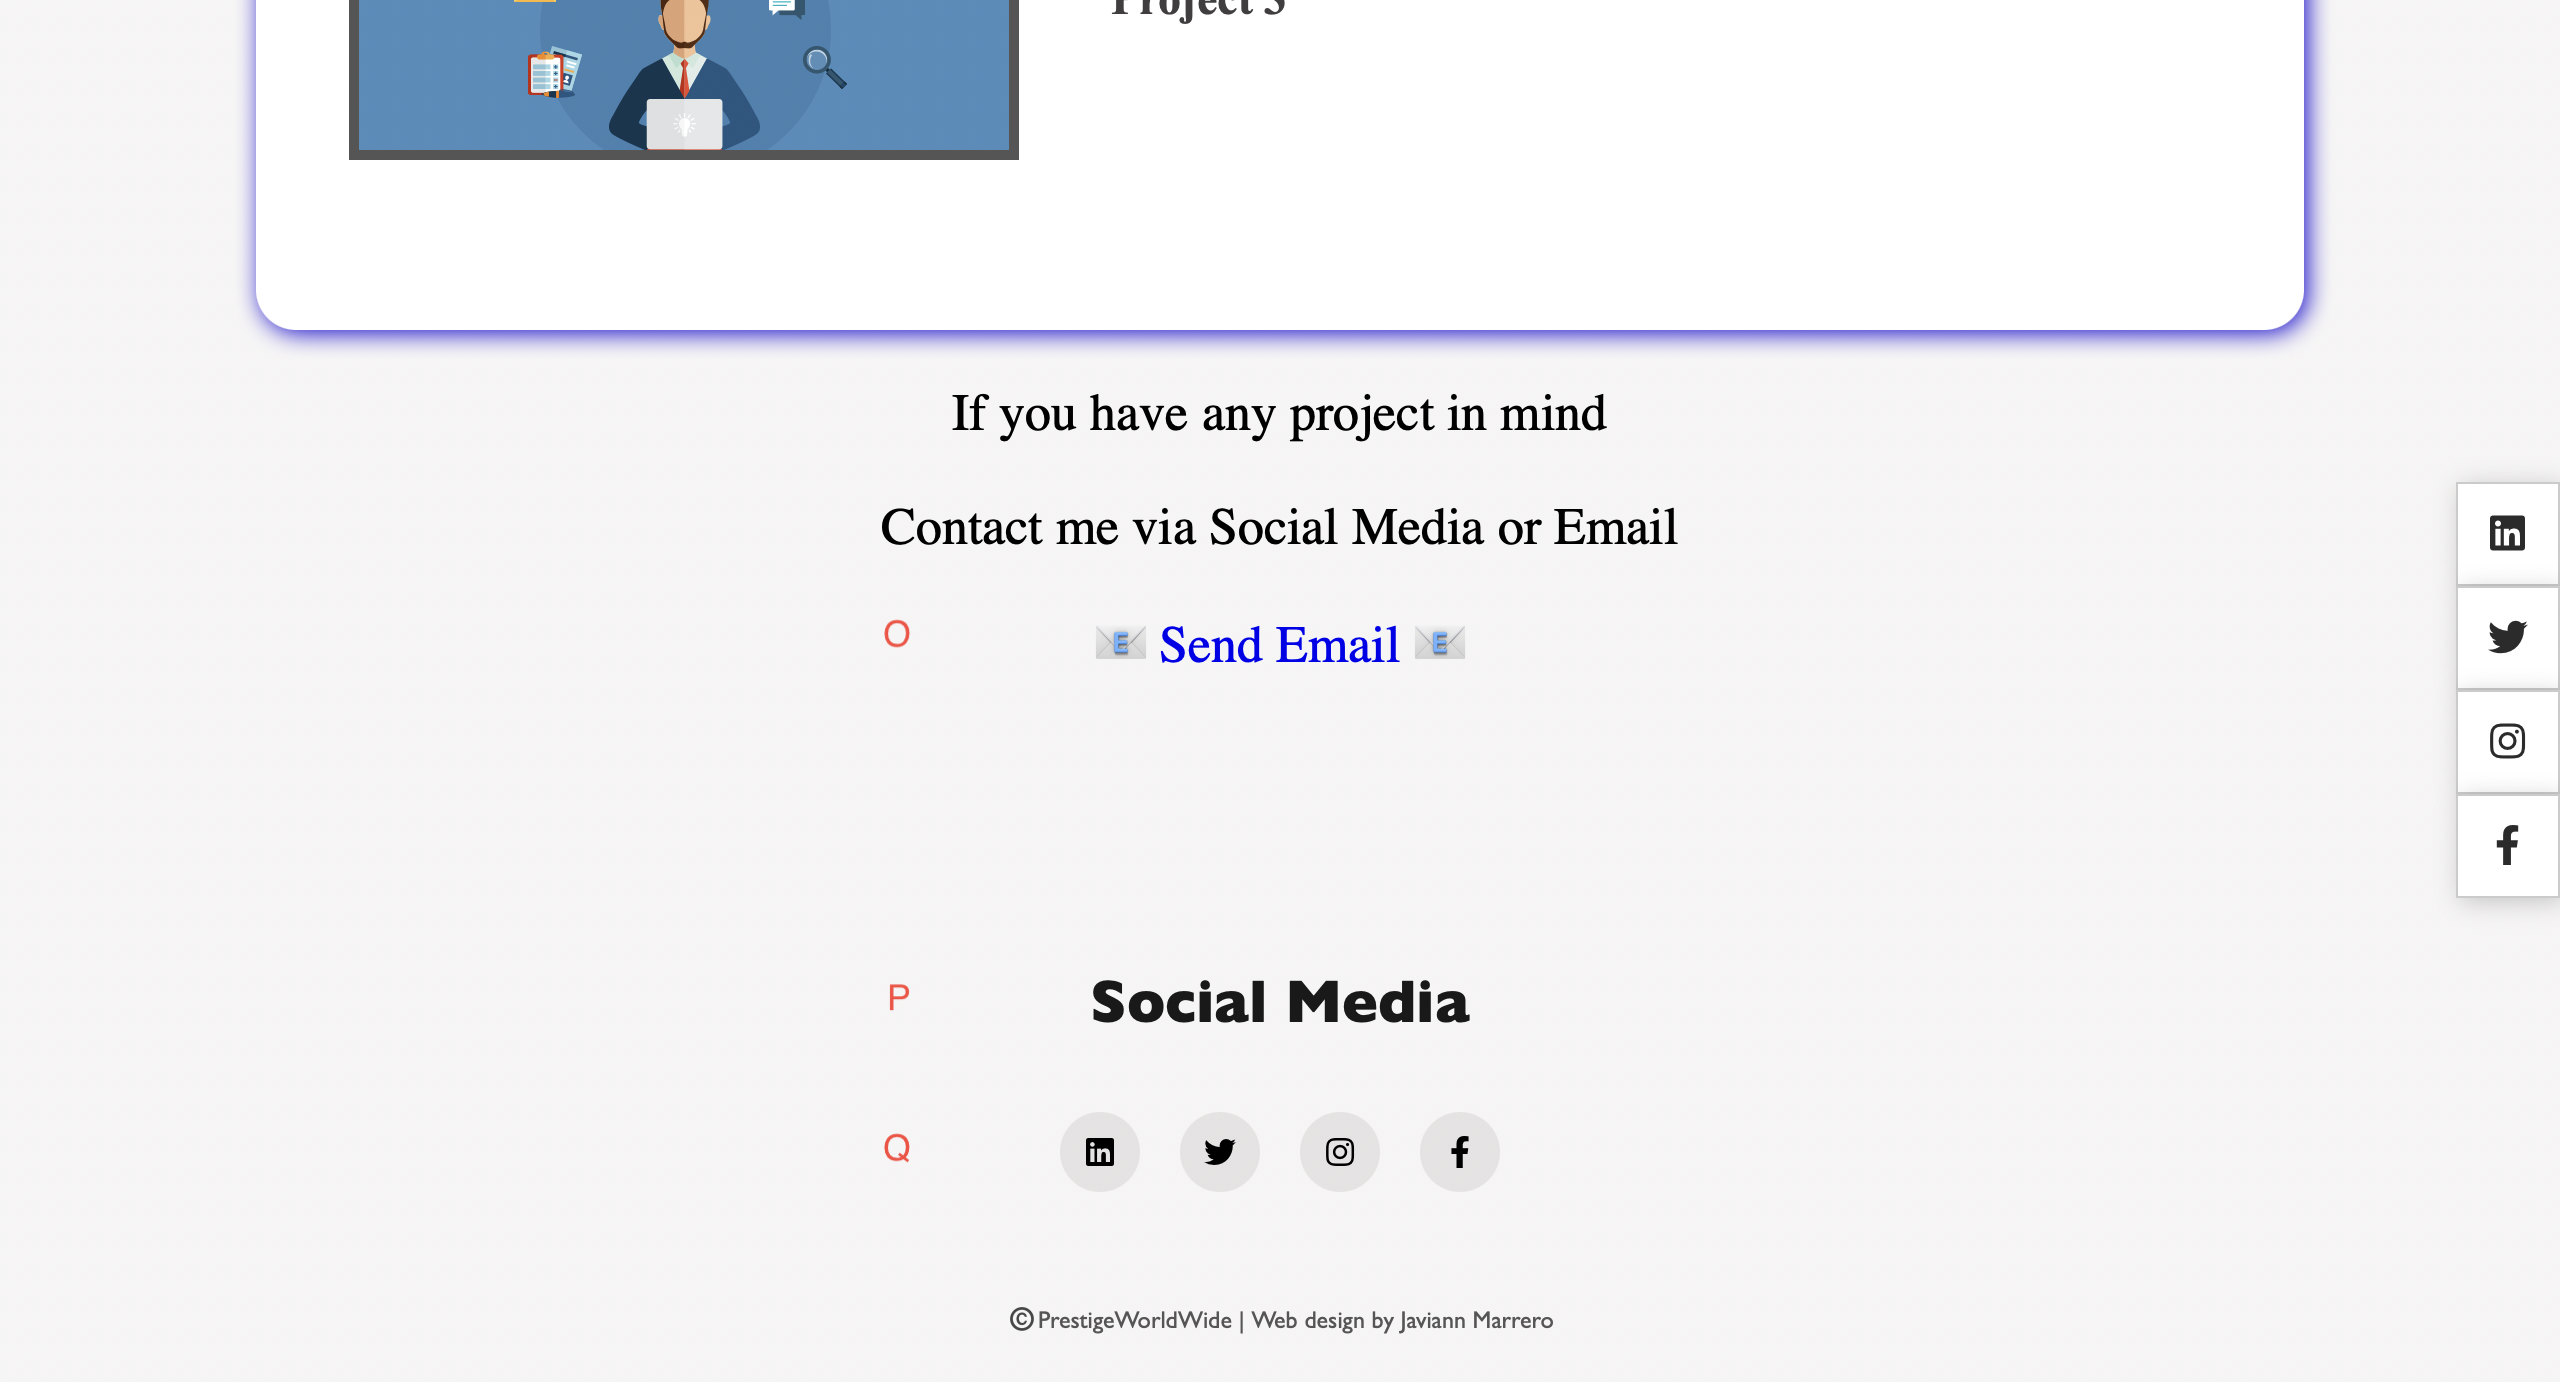 Project 3
If you have any project in mind
Contact me via Social Media or Email
O
📧 Send Email 📧
P
Social Media
Q
©PrestigeWorldWide | Web design by Javiann Marrero